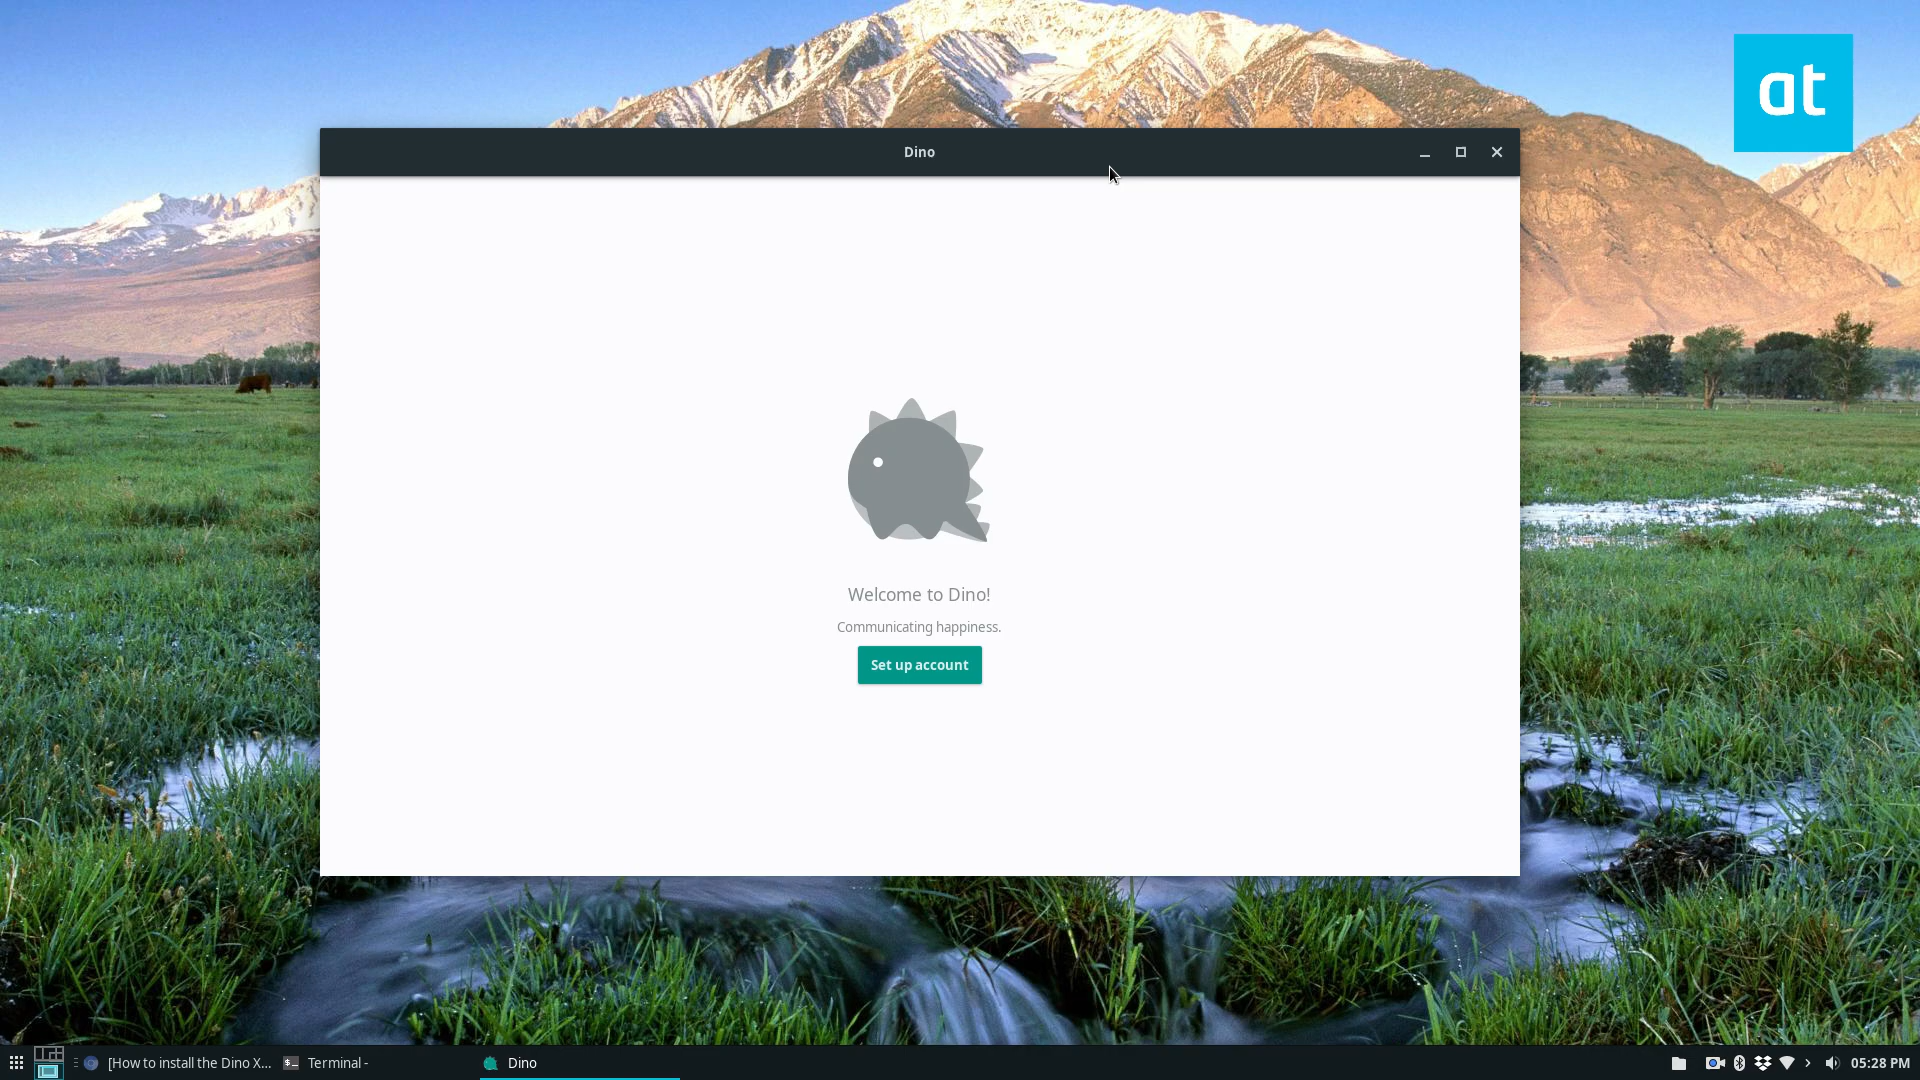 at
Dino
Welcome to Dino!
Communicating happiness.
Set up account
[How to install the Dino X...
Terminal -
Dino
05:28 PM